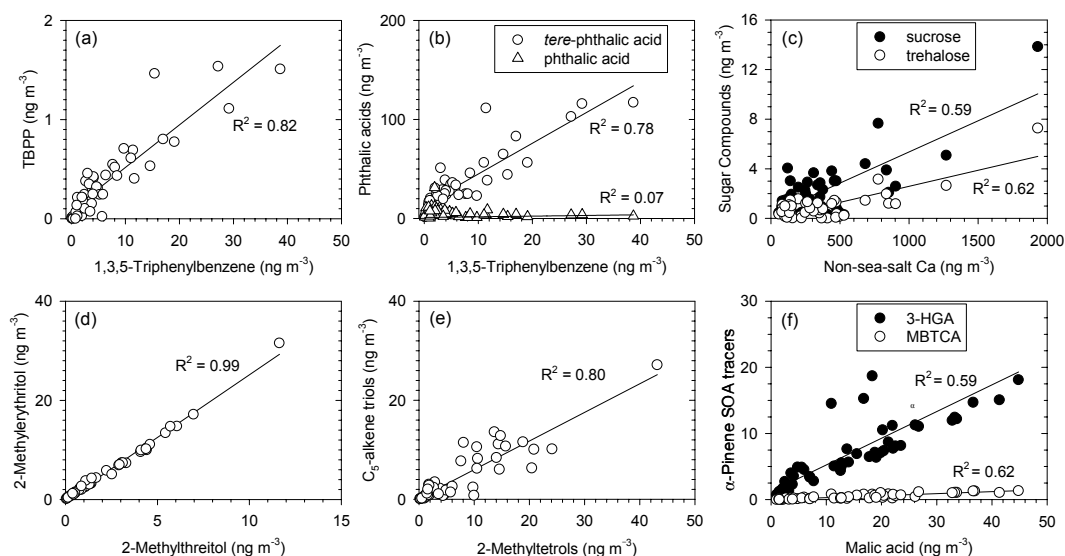 (a)
TBPP (ng m⁻³)
2
1
0
R² = 0.82
0 10 20 30 40
1,3,5-Triphenylbenzene (ng m⁻³)
(b)
tere-phthalic acid
phthalic acid
Phthalic acids (ng m⁻³)
200
150
100
50
0
R² = 0.78
R² = 0.07
0 10 20 30 40
1,3,5-Triphenylbenzene (ng m⁻³)
(c)
sucrose
trehalose
Sugar Compounds (ng m⁻³)
16
12
8
4
0
R² = 0.59
R² = 0.62
0 500 1000 1500 2000
Non-sea-salt Ca (ng m⁻³)
(d)
2-Methylerythritol (ng m⁻³)
40
20
0
R² = 0.99
0 5 10 15
2-Methylthreitol (ng m⁻³)
(e)
C₅-alkene triols (ng m⁻³)
40
20
0
R² = 0.80
0 10 20 30 40 50
2-Methyltetrols (ng m⁻³)
(f)
3-HGA
MBTCA
α-Pinene SOA tracers
30
20
10
0
R² = 0.59
α
R² = 0.62
0 10 20 30 40 50
Malic acid (ng m⁻³)